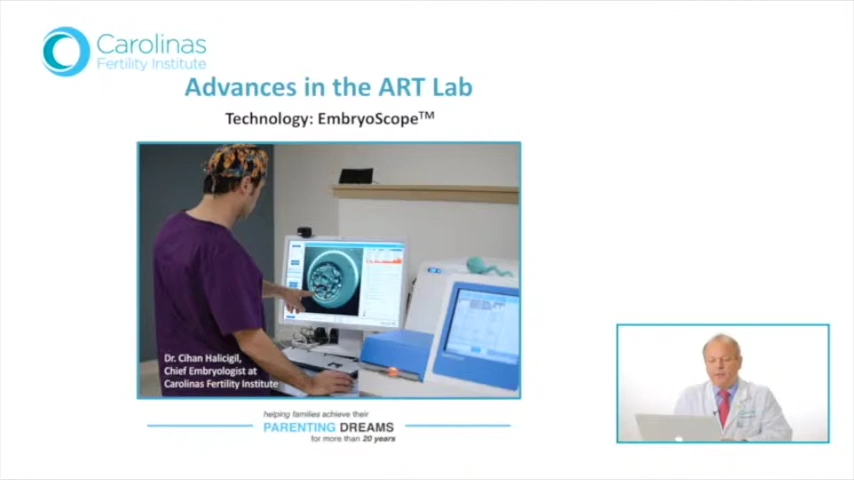 Carolinas
Fertility Institute
Advances in the ART Lab
Technology: EmbryoScope™
Dr. Cihan Halicigil,
Chief Embryologist at
Carolinas Fertility Institute
helping families achieve their
PARENTING DREAMS
for more than 20 years